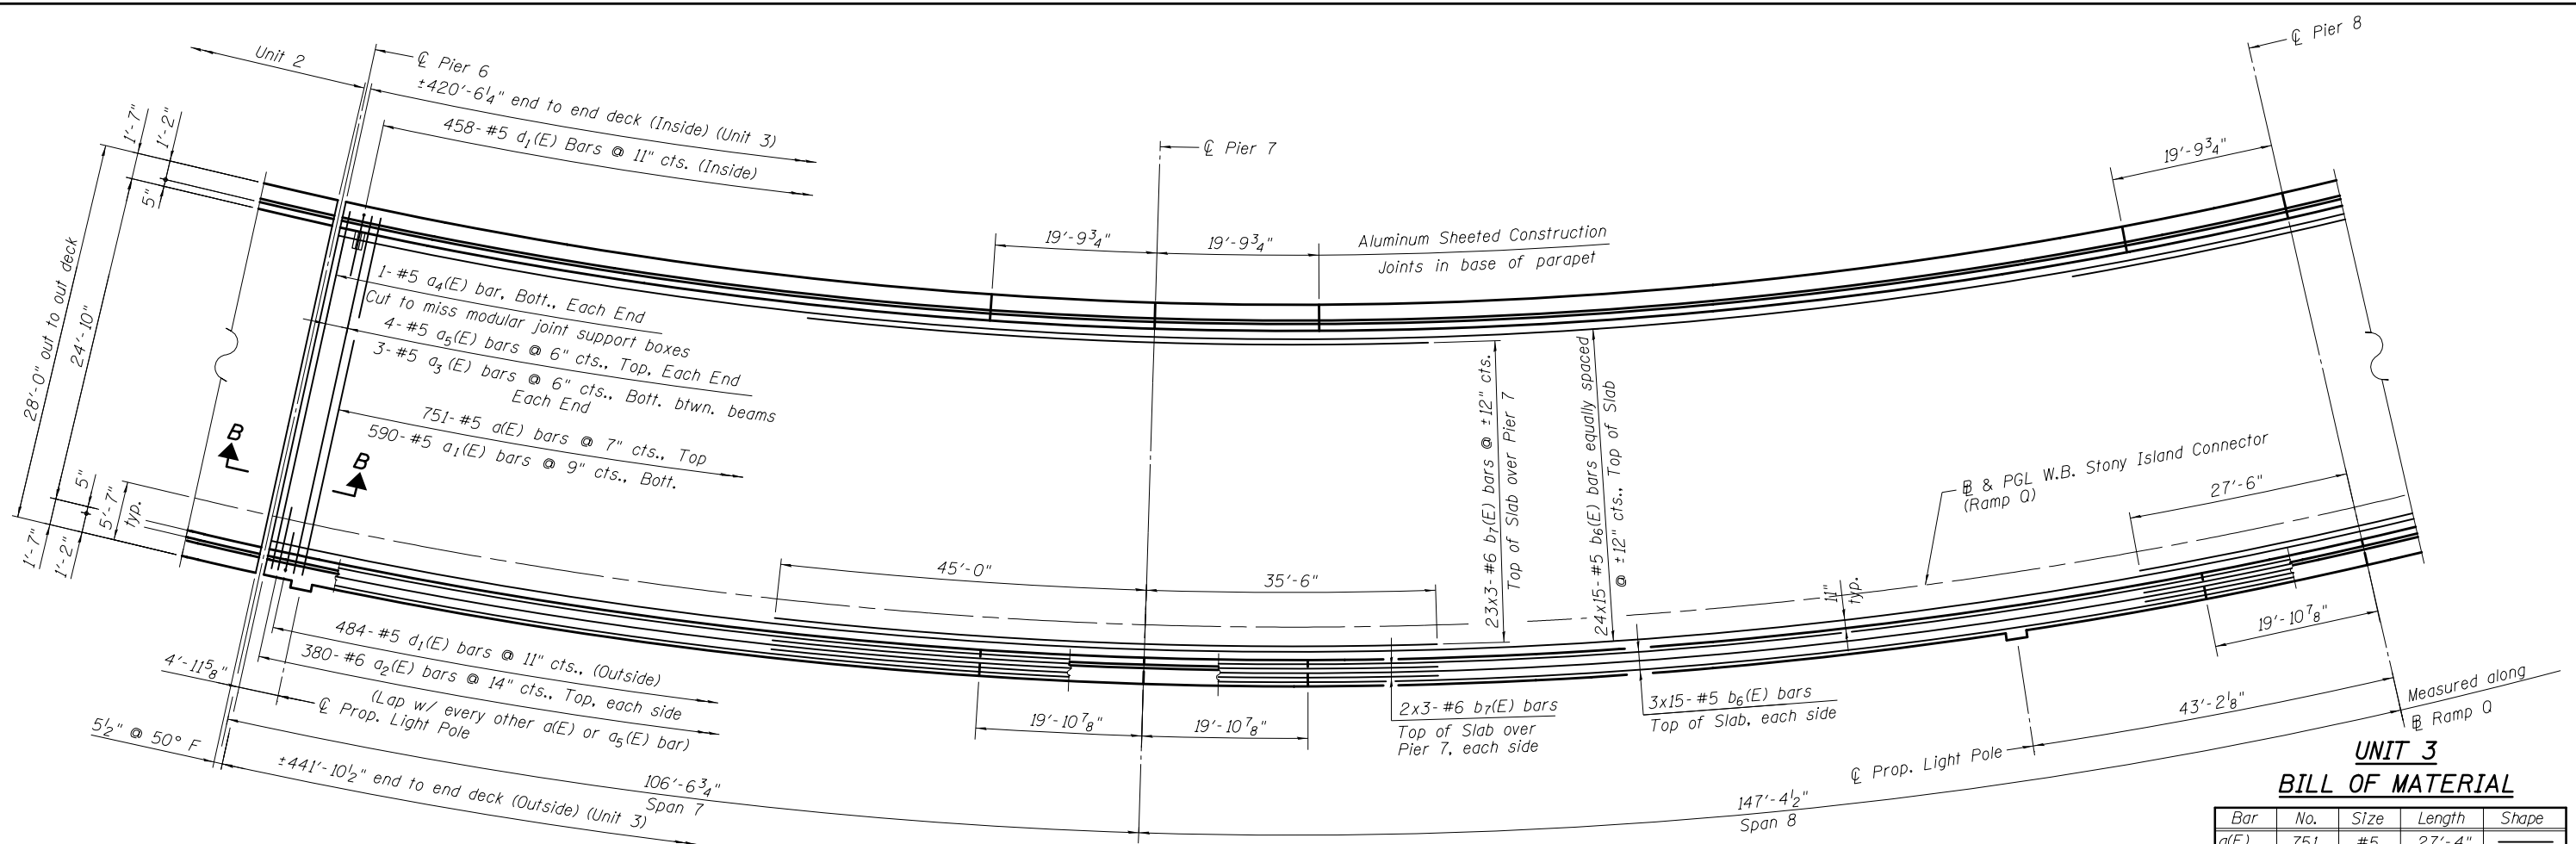 Unit 2
℄ Pier 6
±420'-6¼" end to end deck (Inside) (Unit 3)
458-#5 d₁(E) Bars @ 11" cts. (Inside)
1'-7"
1'-2"
5"
28'-0" out to out deck
24'-10"
℄ Pier 7
℄ Pier 8
19'-9¾"
19'-9¾"
19'-9¾"
Aluminum Sheeted Construction
Joints in base of parapet
1-#5 a₄(E) bar, Bott., Each End
Cut to miss modular joint support boxes
4-#5 a₅(E) bars @ 6" cts., Top, Each End
3-#5 a₃(E) bars @ 6" cts., Bott. btwn. beams
Each End
751-#5 a(E) bars @ 7" cts., Top
590-#5 a₁(E) bars @ 9" cts., Bott.
B
B
5"
5'-7"
typ.
1'-7"
1'-2"
23x3-#6 b₇(E) bars @ ±12" cts.
Top of Slab over Pier 7
24x15-#5 b₆(E) bars equally spaced
@ ±12" cts., Top of Slab
⅊ & PGL W.B. Stony Island Connector
(Ramp Q)
27'-6"
45'-0"
35'-6"
11"
typ.
19'-10⅞"
484-#5 d₁(E) bars @ 11" cts., (Outside)
380-#6 a₂(E) bars @ 14" cts., Top, each side
(Lap w/ every other a(E) or a₅(E) bar)
4'-11⅝"
℄ Prop. Light Pole
5½" @ 50° F
±441'-10½" end to end deck (Outside) (Unit 3)
106'-6¾"
Span 7
19'-10⅞"
19'-10⅞"
2x3-#6 b₇(E) bars
Top of Slab over
Pier 7, each side
3x15-#5 b₆(E) bars
Top of Slab, each side
43'-2⅛"
Measured along
⅊ Ramp Q
℄ Prop. Light Pole
147'-4½"
Span 8
UNIT 3
BILL OF MATERIAL
Bar No. Size Length Shape
a(E) 751 #5 27'-4"